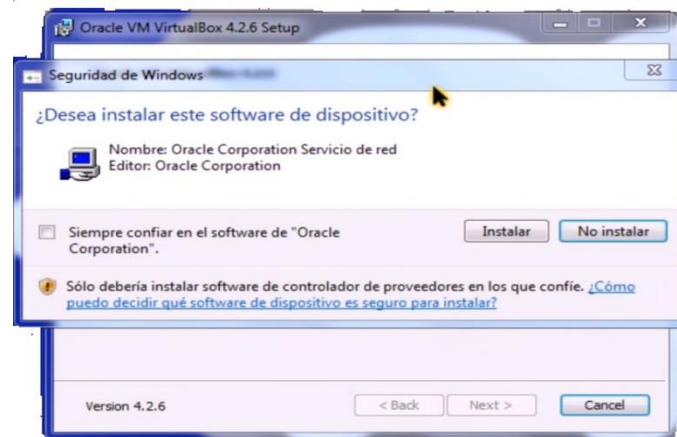 Oracle VM VirtualBox 4.2.6 Setup
Seguridad de Windows
¿Desea instalar este software de dispositivo?
Nombre: Oracle Corporation Servicio de red
Editor: Oracle Corporation
Siempre confiar en el software de "Oracle
Corporation".
Instalar
No instalar
Sólo debería instalar software de controlador de proveedores en los que confíe. ¿Cómo
puedo decidir qué software de dispositivo es seguro para instalar?
Version 4.2.6
< Back
Next >
Cancel